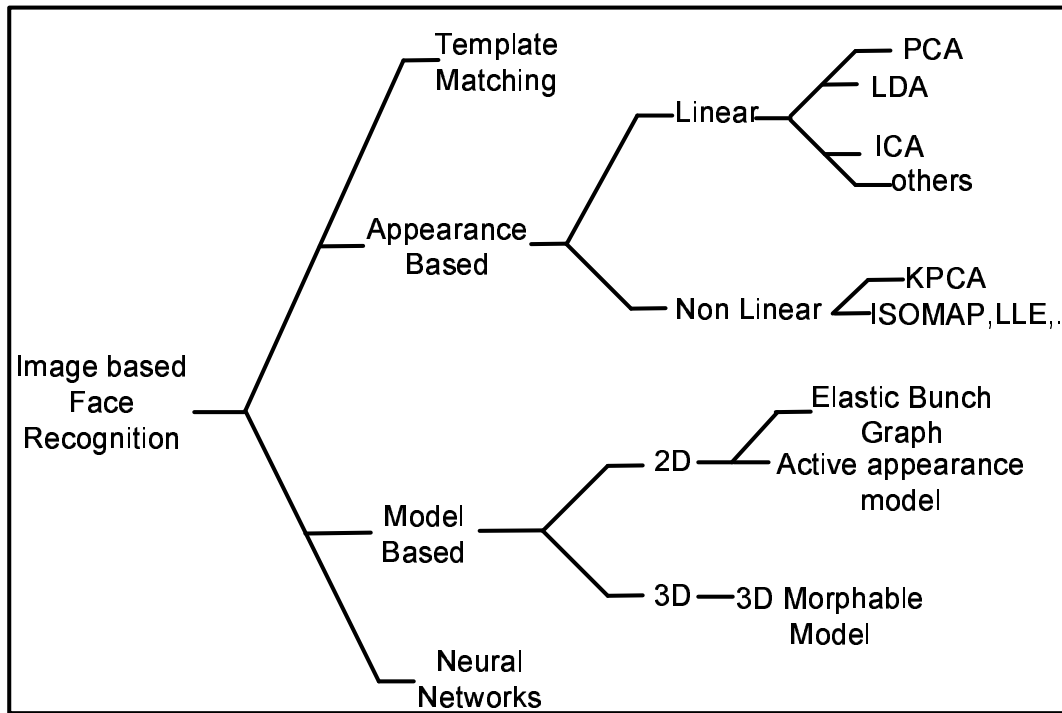 Template
Matching
PCA
LDA
Linear
ICA
others
Appearance
Based
KPCA
Non Linear
ISOMAP,LLE,.
Image based
Face
Recognition
Elastic Bunch
Graph
2D
Active appearance
model
Model
Based
3D
3D Morphable
Model
Neural
Networks